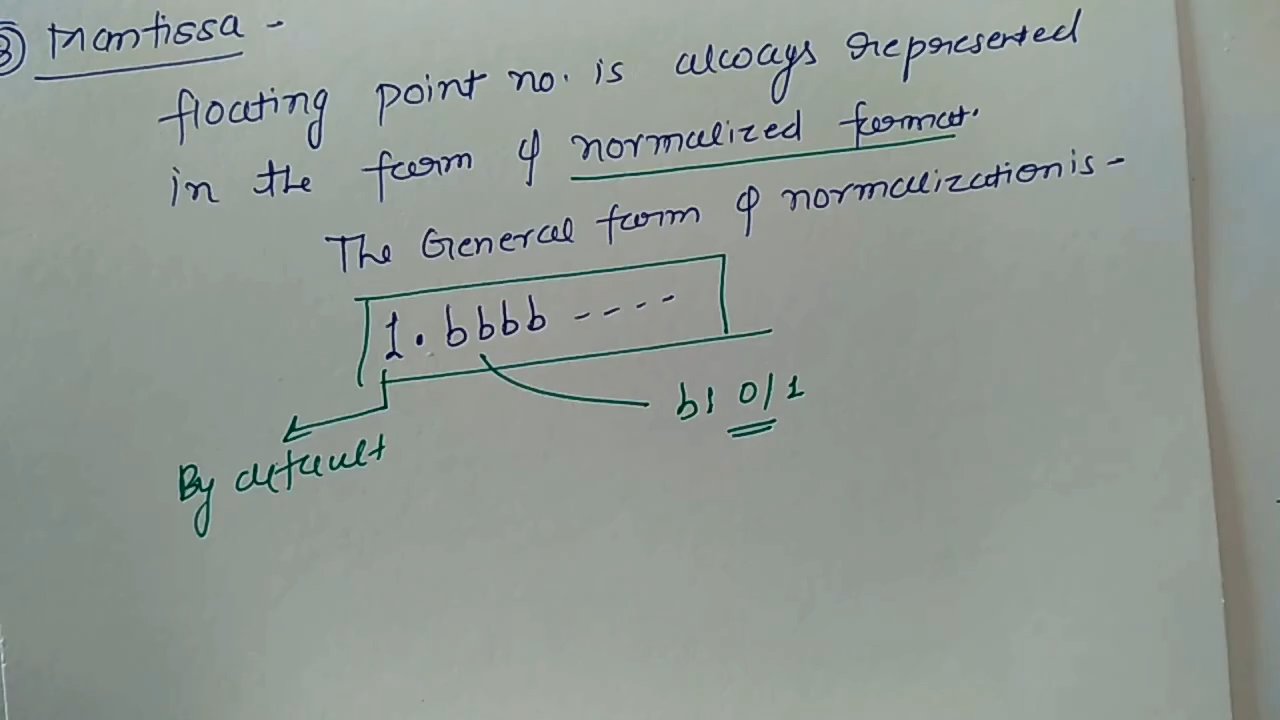 3) Mantissa -
floating point no. is always represented
in the form of normalized format.
The General form of normalization is -
1.bbbb ----
b: 0/1
By default